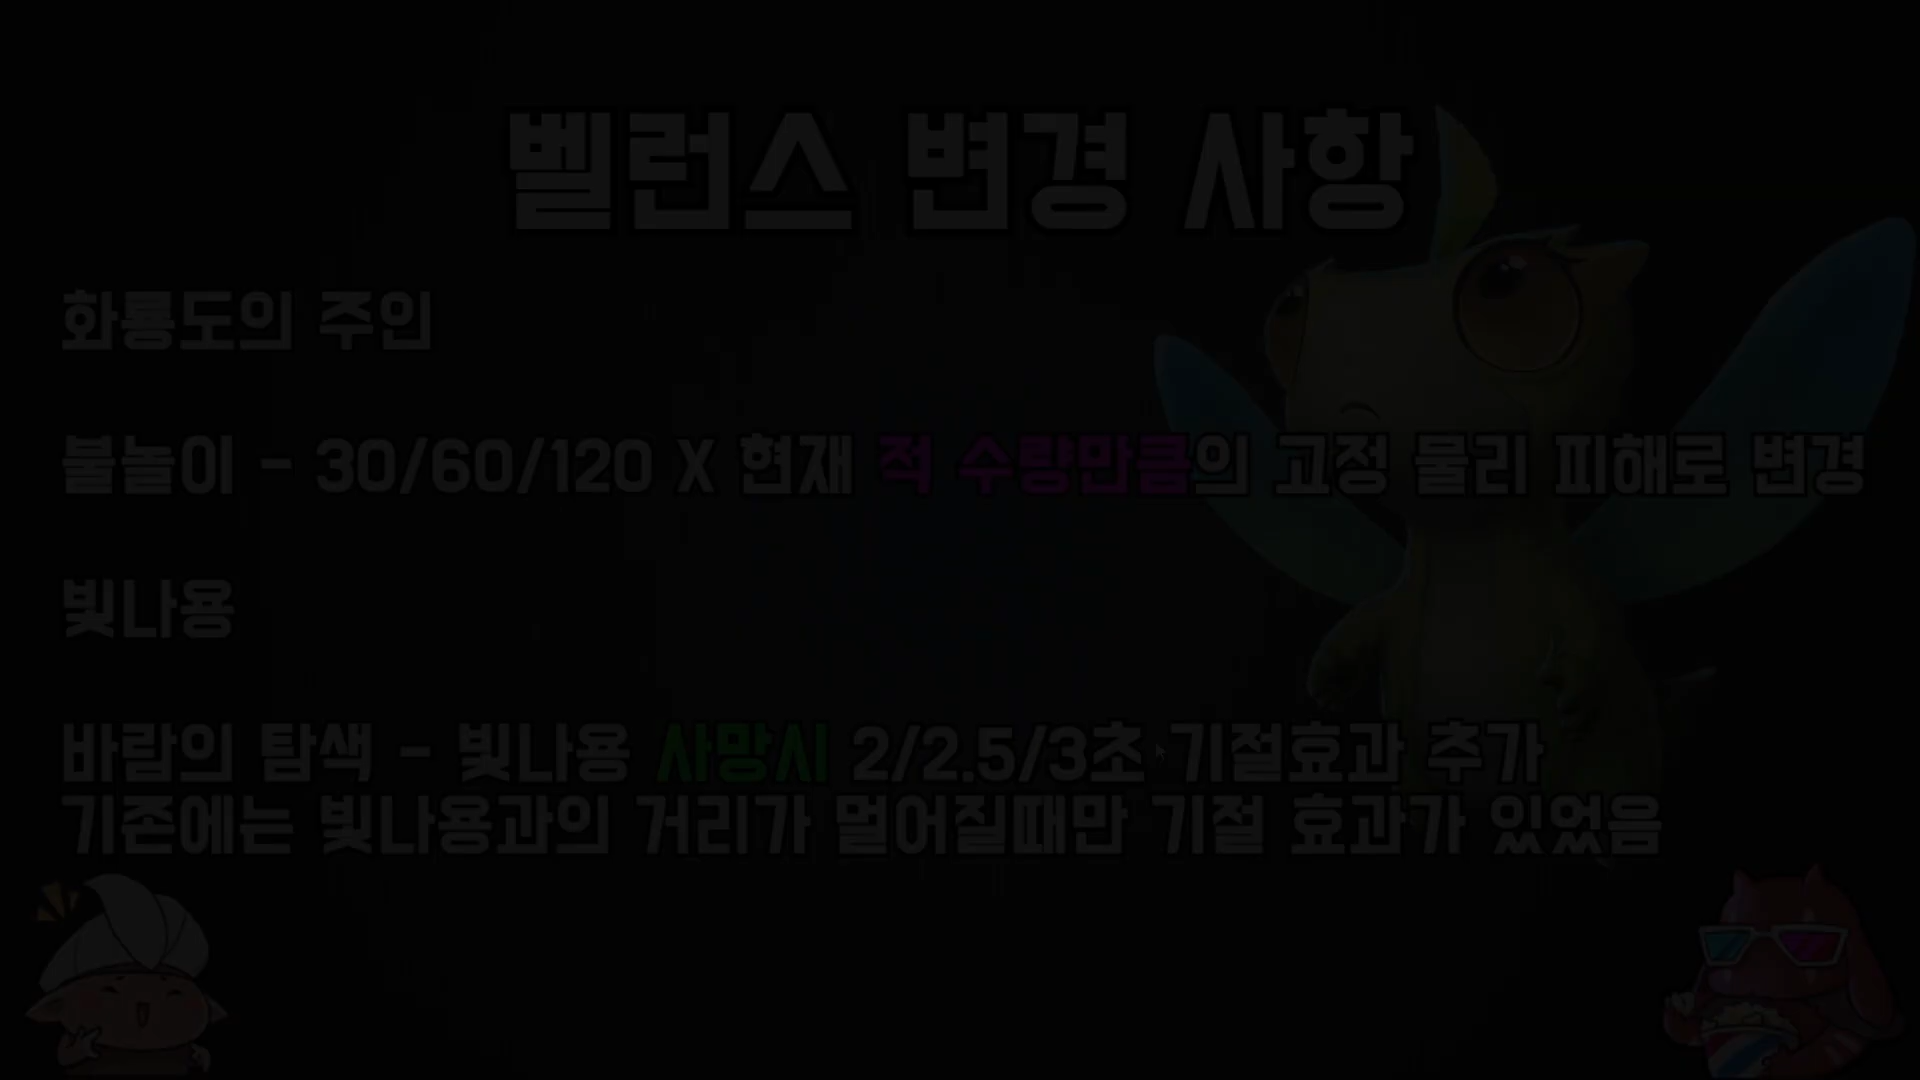 벨런스 변경 사항
화룡도의 주인
불놀이 - 30/60/120 X 현재 적 수량만큼의 고정 물리 피해로 변경
빛나용
바람의 탐색 - 빛나용 사망시 2/2.5/3초 기절효과 추가
기존에는 빛나용과의 거리가 멀어질때만 기절 효과가 있었음